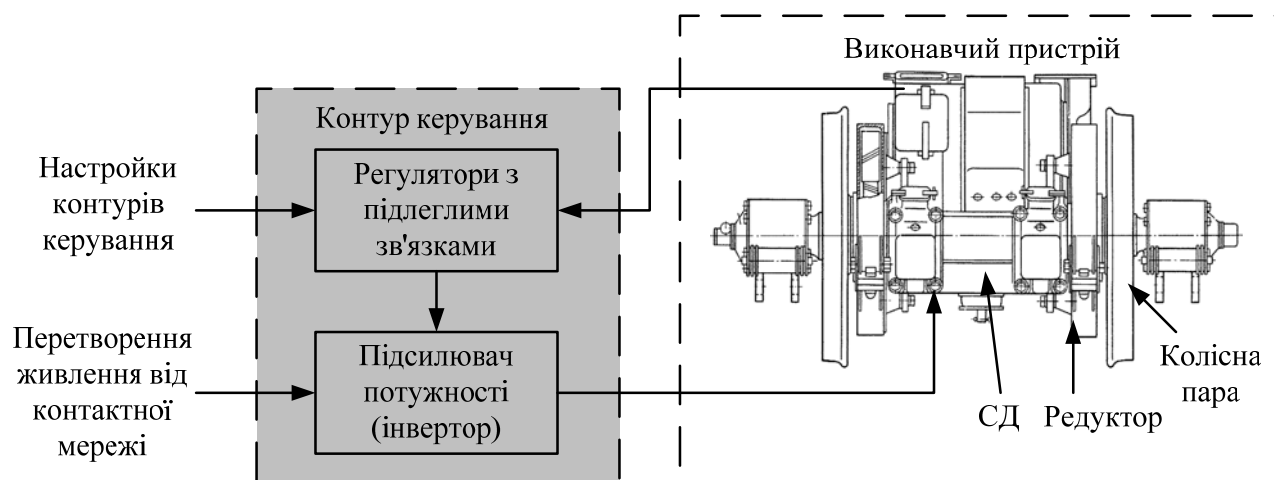 Виконавчий пристрій
Контур керування
Настройки
контурів
керування
Регулятори з
підлеглими
зв'язками
Перетворення
живлення від
контактної
мережі
Підсилювач
потужності
(інвертор)
СД
Редуктор
Колісна
пара